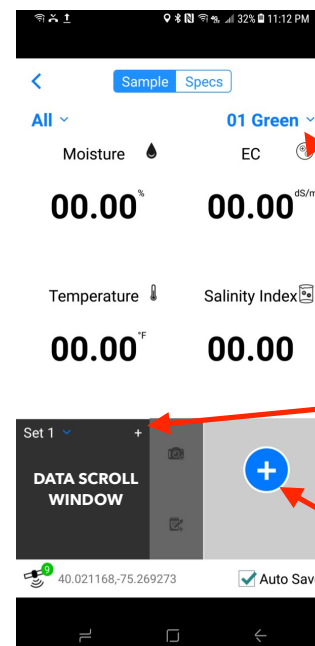 32% 11:12 PM
Sample Specs
All 01 Green
Moisture EC
00.00 % 00.00 dS/m
Temperature Salinity Index
00.00 °F 00.00
Set 1 +
DATA SCROLL
WINDOW
9
40.021168,-75.269273 Auto Sav